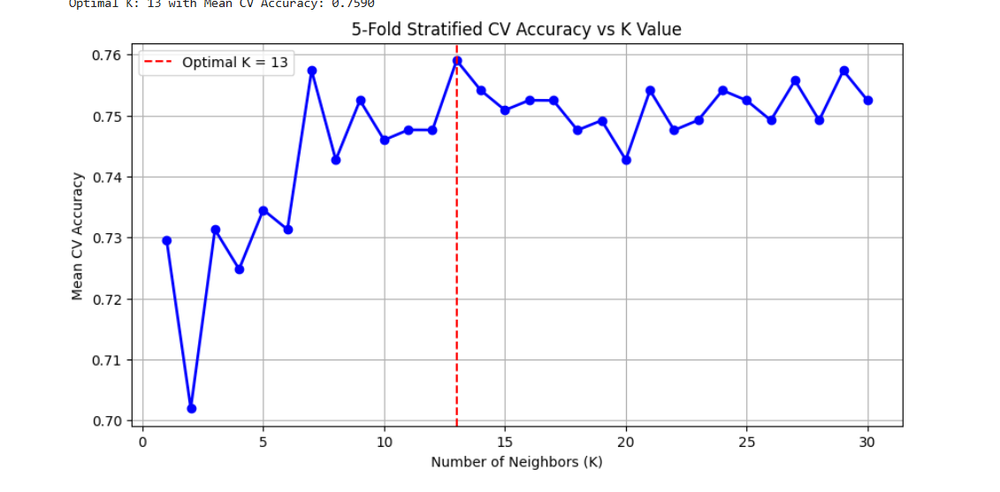 Optimal K: 13 with Mean CV Accuracy: 0.7590
5-Fold Stratified CV Accuracy vs K Value
Optimal K = 13
0.76
0.75
0.74
0.73
0.72
0.71
0.70
Mean CV Accuracy
0
5
10
15
20
25
30
Number of Neighbors (K)